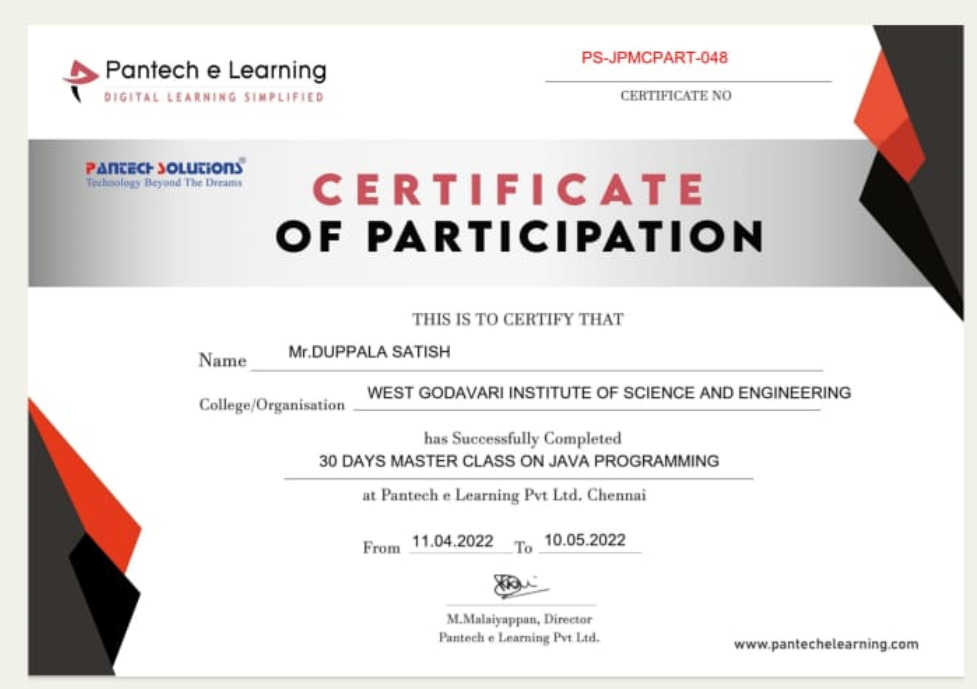 Pantech e Learning
DIGITAL LEARNING SIMPLIFIED
PS-JPMCPART-048
CERTIFICATE NO
PANTECH SOLUTIONS®
Technology Beyond The Dreams
CERTIFICATE
OF PARTICIPATION
THIS IS TO CERTIFY THAT
Name Mr.DUPPALA SATISH
College/Organisation WEST GODAVARI INSTITUTE OF SCIENCE AND ENGINEERING
has Successfully Completed
30 DAYS MASTER CLASS ON JAVA PROGRAMMING
at Pantech e Learning Pvt Ltd. Chennai
From 11.04.2022 To 10.05.2022
M.Malaiyappan, Director
Pantech e Learning Pvt Ltd.
www.pantechelearning.com